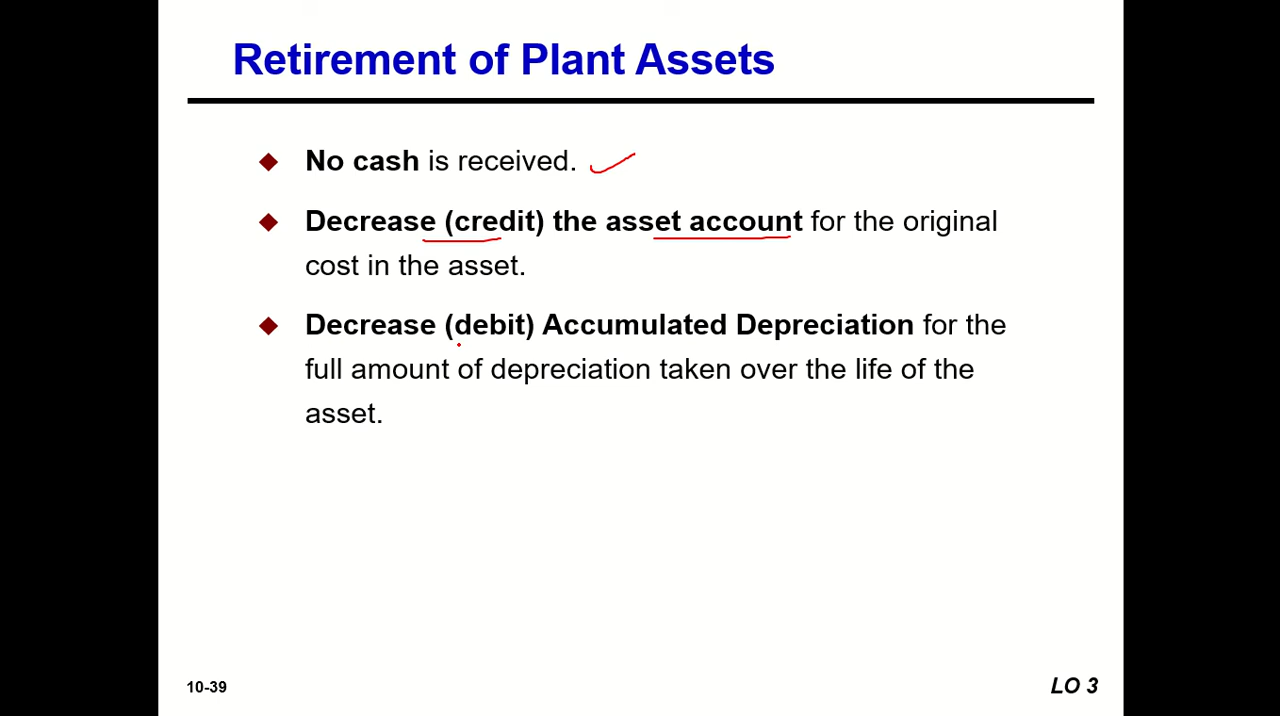 Retirement of Plant Assets
No cash is received.
Decrease (credit) the asset account for the original
cost in the asset.
Decrease (debit) Accumulated Depreciation for the
full amount of depreciation taken over the life of the
asset.
10-39
LO 3